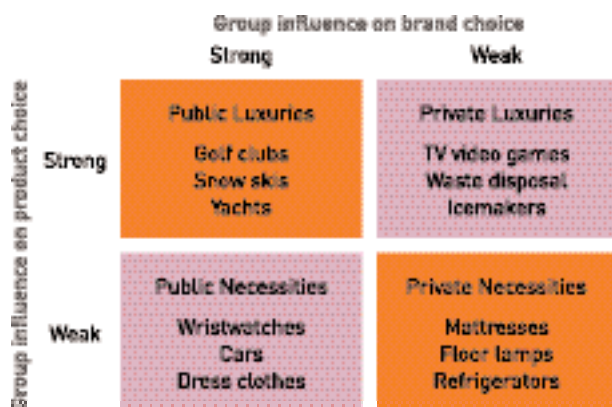 Group influence on brand choice
Strong
Weak
Group influence on product choice
Strong
Public Luxuries
Golf clubs
Snow skis
Yachts
Private Luxuries
TV video games
Waste disposal
Icemakers
Weak
Public Necessities
Wristwatches
Cars
Dress clothes
Private Necessities
Mattresses
Floor lamps
Refrigerators